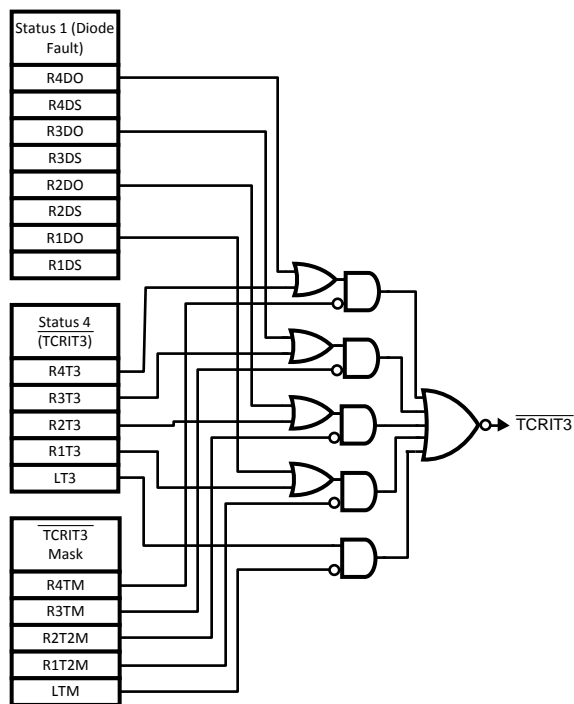 Status 1 (Diode
Fault)
R4DO
R4DS
R3DO
R3DS
R2DO
R2DS
R1DO
R1DS
Status 4
(TCRIT3)
R4T3
R3T3
R2T3
R1T3
LT3
TCRIT3
Mask
R4TM
R3TM
R2T2M
R1T2M
LTM
TCRIT3